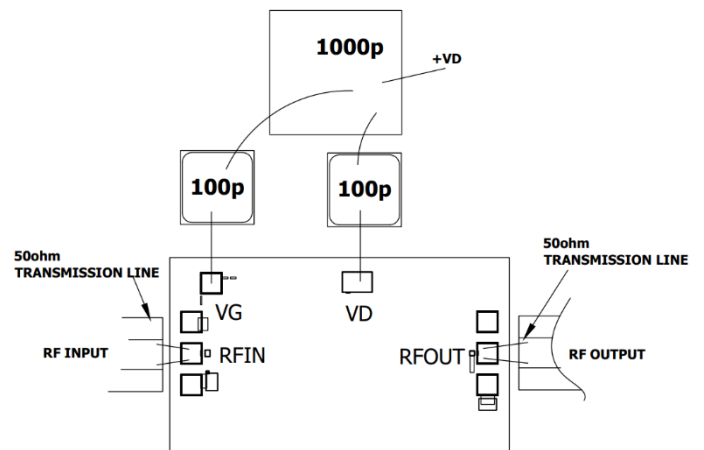 1000p
+VD
100p
100p
50ohm
TRANSMISSION LINE
50ohm
TRANSMISSION LINE
VG
VD
RF INPUT
RFIN
RFOUT
RF OUTPUT